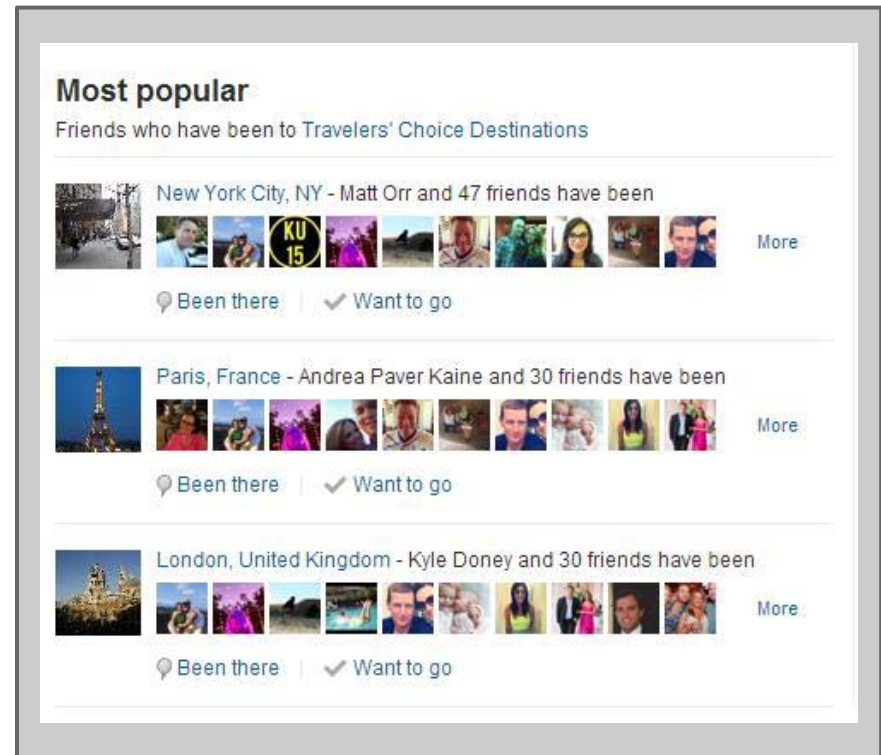 Most popular
Friends who have been to Travelers' Choice Destinations
New York City, NY - Matt Orr and 47 friends have been
KU
15
More
Been there
Want to go
Paris, France - Andrea Paver Kaine and 30 friends have been
More
Been there
Want to go
London, United Kingdom - Kyle Doney and 30 friends have been
More
Been there
Want to go